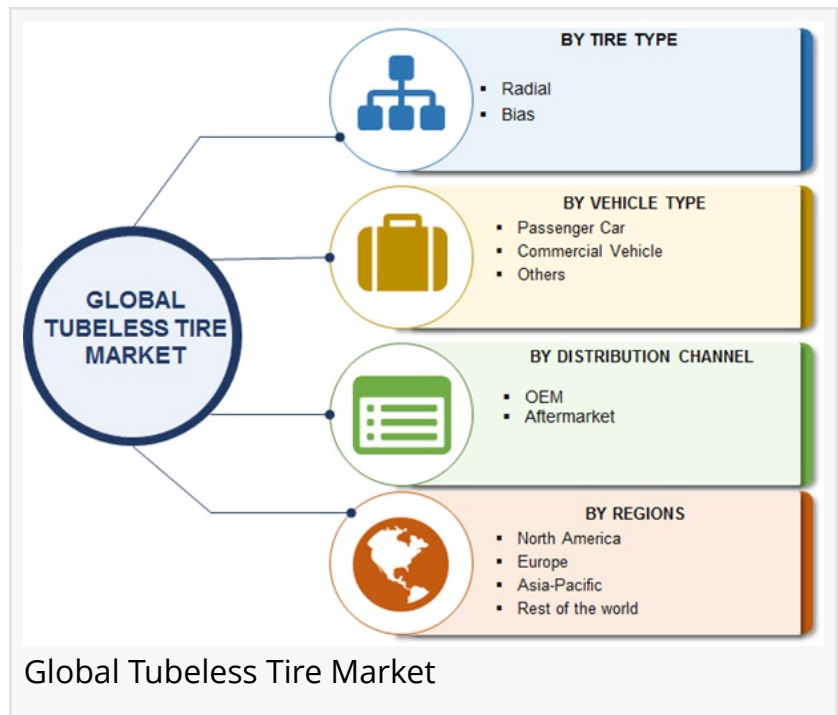 BY TIRE TYPE
▪ Radial
▪ Bias
BY VEHICLE TYPE
▪ Passenger Car
▪ Commercial Vehicle
▪ Others
GLOBAL
TUBELESS TIRE
MARKET
BY DISTRIBUTION CHANNEL
▪ OEM
▪ Aftermarket
BY REGIONS
▪ North America
▪ Europe
▪ Asia-Pacific
▪ Rest of the world
Global Tubeless Tire Market